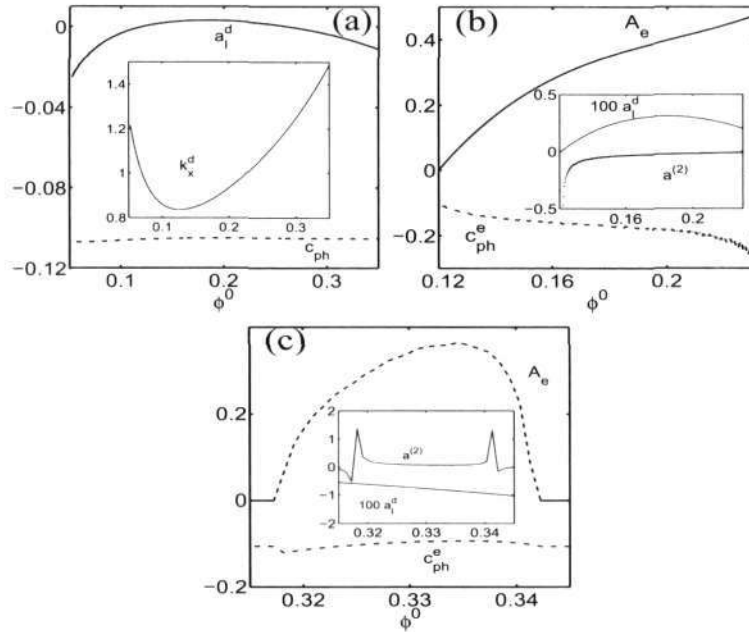 (a)
0
−0.04
−0.08
−0.12
0.1 0.2 0.3
ϕ⁰
a_l^d
c_ph
1.4
1.2
1
0.8
0.1 0.2 0.3
k_x^d
(b)
0.4
0.2
0
−0.2
0.12 0.16 0.2
ϕ⁰
A_e
c_ph^e
0.5
0
−0.5
0.16 0.2
100 a_l^d
a^(2)
(c)
0.2
0
−0.2
0.32 0.33 0.34
ϕ⁰
A_e
c_ph^e
2
1
0
−1
−2
0.32 0.33 0.34
a^(2)
100 a_l^d